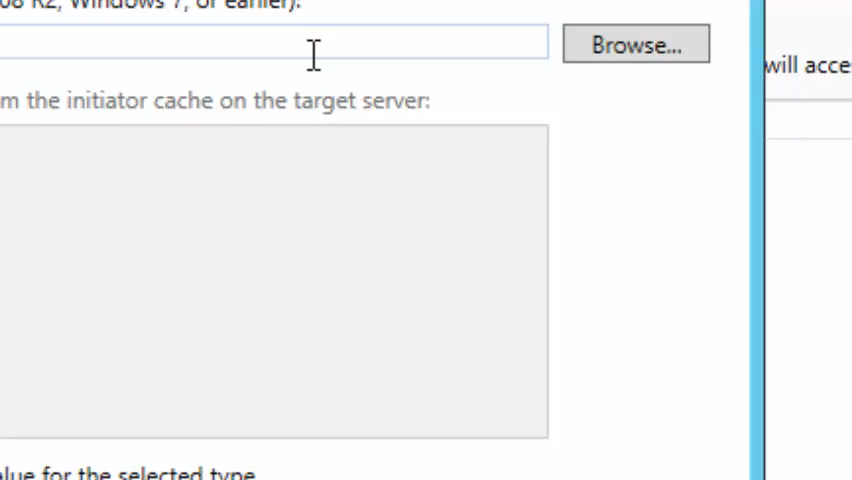 08 R2, Windows 7, or earlier):
Browse...
will acce
m the initiator cache on the target server:
alue for the selected type